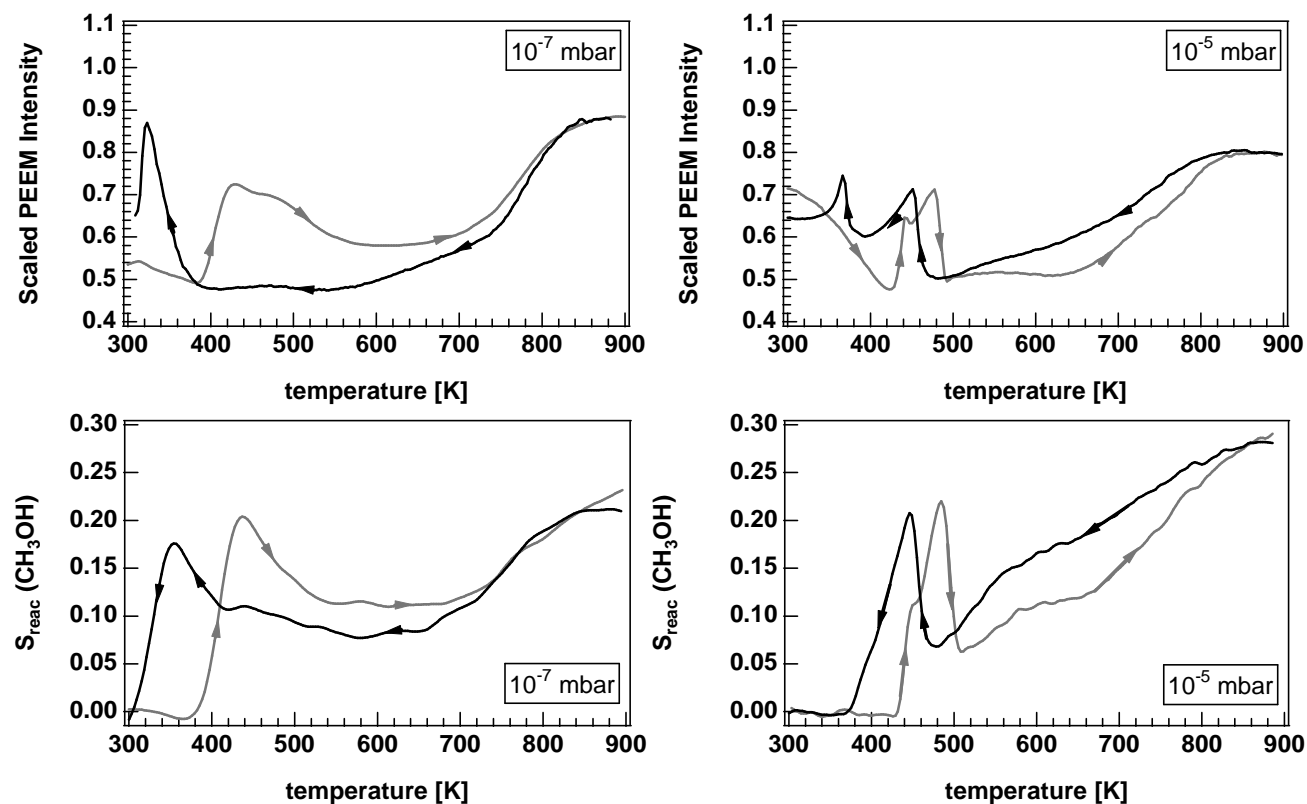 1.1
1.0
0.9
0.8
0.7
0.6
0.5
0.4
Scaled PEEM Intensity
10⁻⁷ mbar
300 400 500 600 700 800 900
temperature [K]
1.1
1.0
0.9
0.8
0.7
0.6
0.5
0.4
Scaled PEEM Intensity
10⁻⁵ mbar
300 400 500 600 700 800 900
temperature [K]
0.30
0.25
0.20
0.15
0.10
0.05
0.00
Sreac (CH₃OH)
10⁻⁷ mbar
300 400 500 600 700 800 900
temperature [K]
0.30
0.25
0.20
0.15
0.10
0.05
0.00
Sreac (CH₃OH)
10⁻⁵ mbar
300 400 500 600 700 800 900
temperature [K]